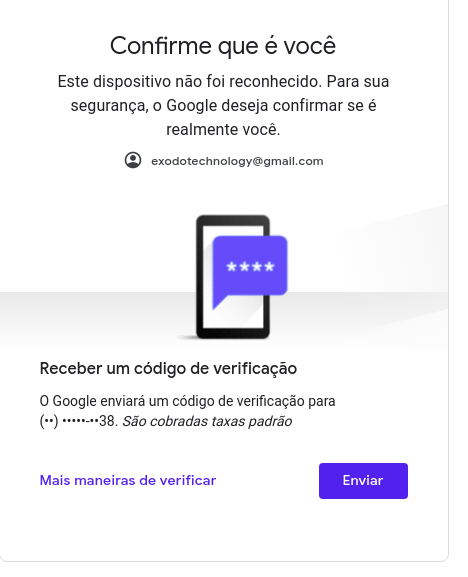 Confirme que é você
Este dispositivo não foi reconhecido. Para sua
segurança, o Google deseja confirmar se é
realmente você.
exodotechnology@gmail.com
****
Receber um código de verificação
O Google enviará um código de verificação para
(••) •••••-••38. São cobradas taxas padrão
Mais maneiras de verificar
Enviar